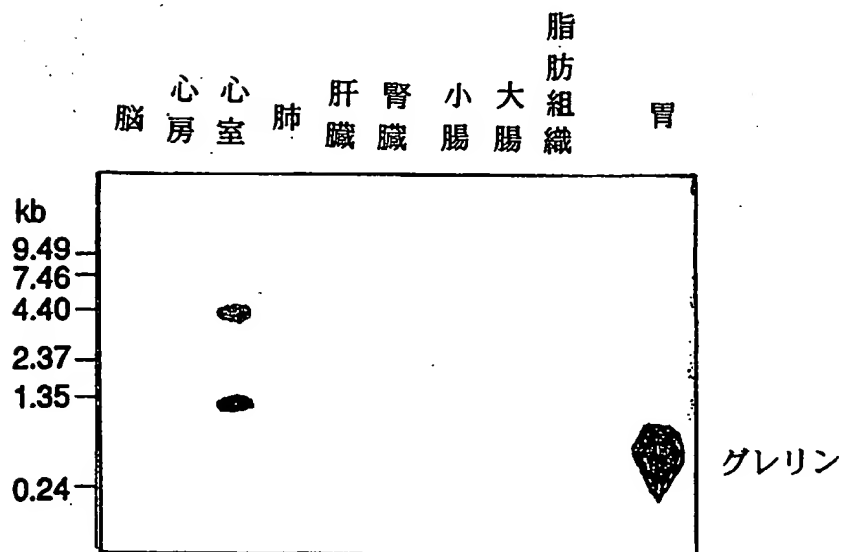 脳
心房
心室
肺
肝臓
腎臓
小腸
大腸
脂肪組織
胃
kb
9.49
7.46
4.40
2.37
1.35
0.24
グレリン